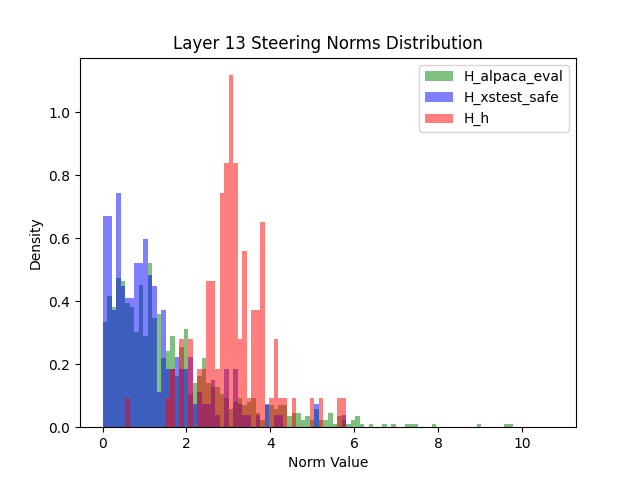 Layer 13 Steering Norms Distribution
H_alpaca_eval
H_xstest_safe
H_h
Density
1.0
0.8
0.6
0.4
0.2
0.0
0 2 4 6 8 10
Norm Value